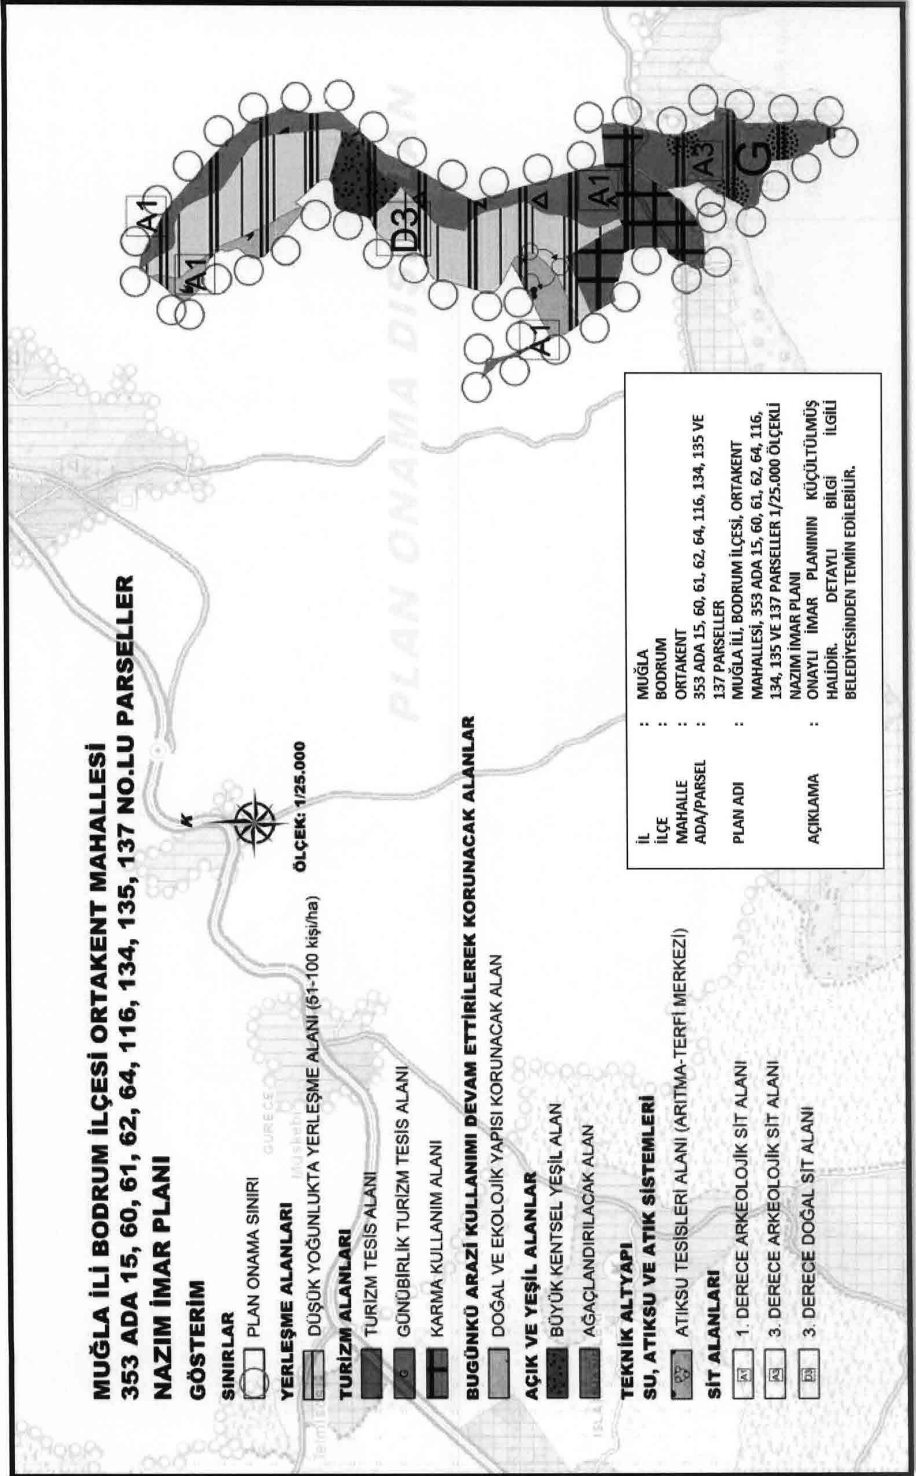 MUĞLA İLİ BODRUM İLÇESİ ORTAKENT MAHALLESİ
353 ADA 15, 60, 61, 62, 64, 116, 134, 135, 137 NO.LU PARSELLER
NAZIM İMAR PLANI
GÖSTERİM
SINIRLAR
PLAN ONAMA SINIRI
YERLEŞME ALANLARI
DÜŞÜK YOĞUNLUKTA YERLEŞME ALANI (51-100 kişi/ha)
TURİZM ALANLARI
TURİZM TESİS ALANI
G GÜNÜBİRLİK TURİZM TESİS ALANI
KARMA KULLANIM ALANI
BUGÜNKÜ ARAZİ KULLANIMI DEVAM ETTİRİLEREK KORUNACAK ALANLAR
DOĞAL VE EKOLOJİK YAPISI KORUNACAK ALAN
AÇIK VE YEŞİL ALANLAR
BÜYÜK KENTSEL YEŞİL ALAN
AĞAÇLANDIRILACAK ALAN
TEKNİK ALTYAPI
SU, ATIKSU VE ATIK SİSTEMLERİ
ATIKSU TESİSLERİ ALANI (ARITMA-TERFİ MERKEZİ)
SİT ALANLARI
A1 1. DERECE ARKEOLOJİK SİT ALANI
A3 3. DERECE ARKEOLOJİK SİT ALANI
D3 3. DERECE DOĞAL SİT ALANI
K
ÖLÇEK: 1/25.000
GÜRECE
PLAN ONAMA DIŞ
AN
A1
A1
D3
A1
A1
A3
G
İL : MUĞLA
İLÇE : BODRUM
MAHALLE : ORTAKENT
ADA/PARSEL : 353 ADA 15, 60, 61, 62, 64, 116, 134, 135 VE
137 PARSELLER
PLAN ADI : MUĞLA İLİ, BODRUM İLÇESİ, ORTAKENT
MAHALLESİ, 353 ADA 15, 60, 61, 62, 64, 116,
134, 135 VE 137 PARSELLER 1/25.000 ÖLÇEKLİ
NAZIM İMAR PLANI
AÇIKLAMA : ONAYLI İMAR PLANININ KÜÇÜLTÜLMÜŞ
HALİDİR. DETAYLI BİLGİ İLGİLİ
BELEDİYESİNDEN TEMİN EDİLEBİLİR.